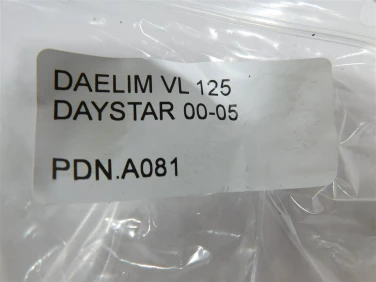 DAELIM VL 125
DAYSTAR 00-05
PDN.A081